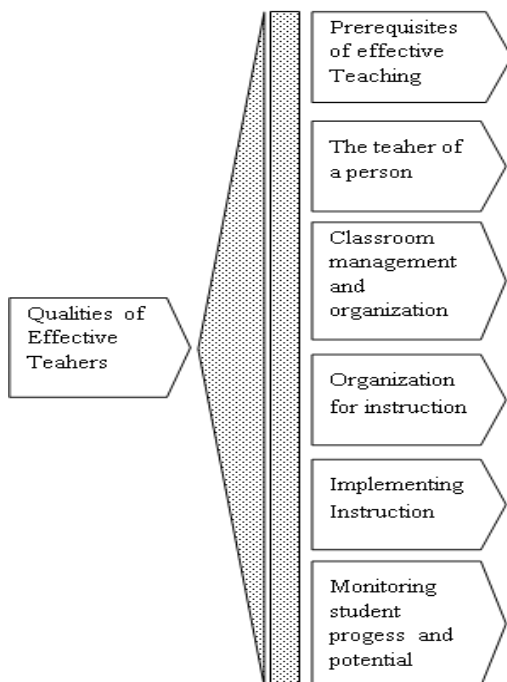 Prerequisites
of effective
Teaching
The teaher of
a person
Classroom
management
and
organization
Qualities of
Effective
Teahers
Organization
for instruction
Implementing
Instruction
Monitoring
student
progess and
potential